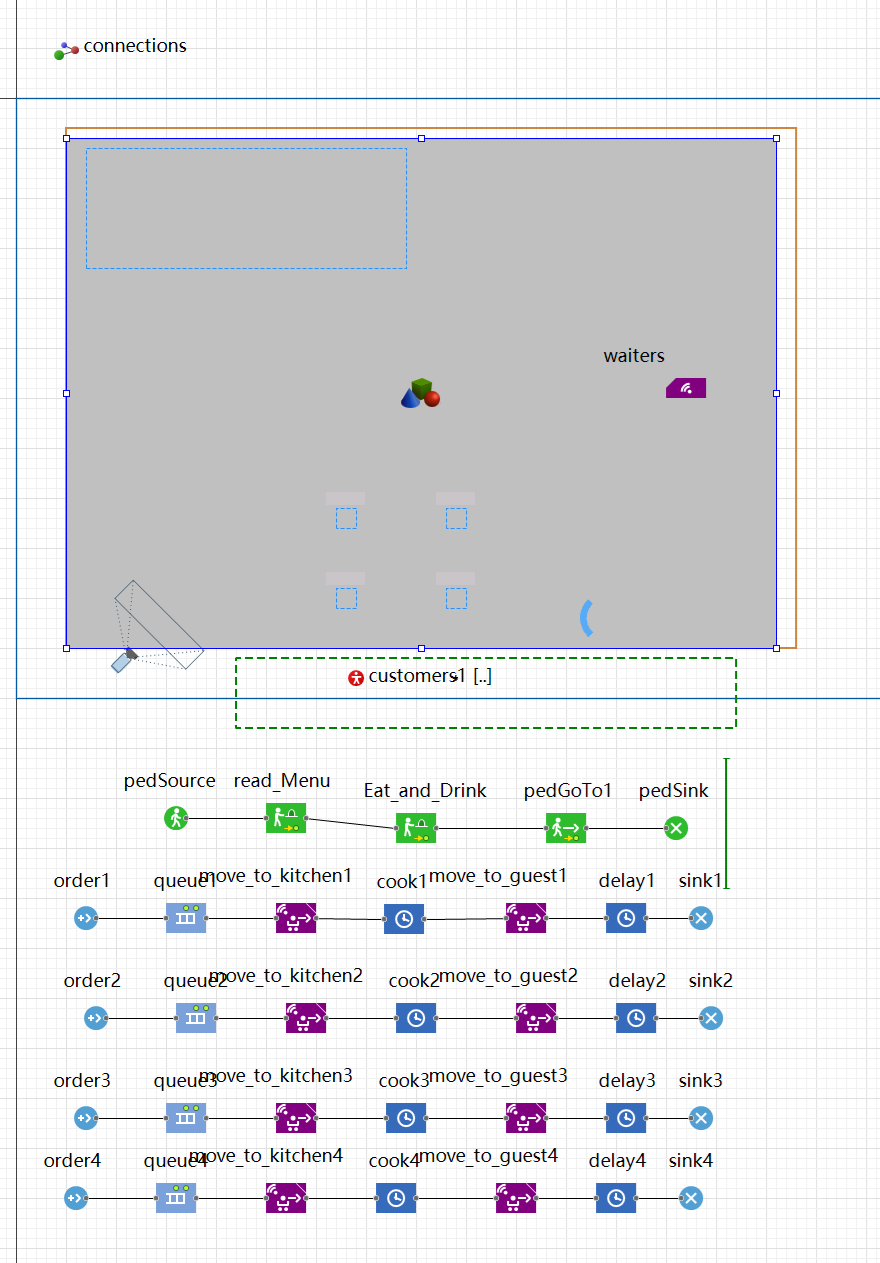 connections
waiters
customers1 [..]
pedSource
read_Menu
Eat_and_Drink
pedGoTo1
pedSink
order1
queue1
move_to_kitchen1
cook1
move_to_guest1
delay1
sink1
order2
queue2
move_to_kitchen2
cook2
move_to_guest2
delay2
sink2
order3
queue3
move_to_kitchen3
cook3
move_to_guest3
delay3
sink3
order4
queue4
move_to_kitchen4
cook4
move_to_guest4
delay4
sink4